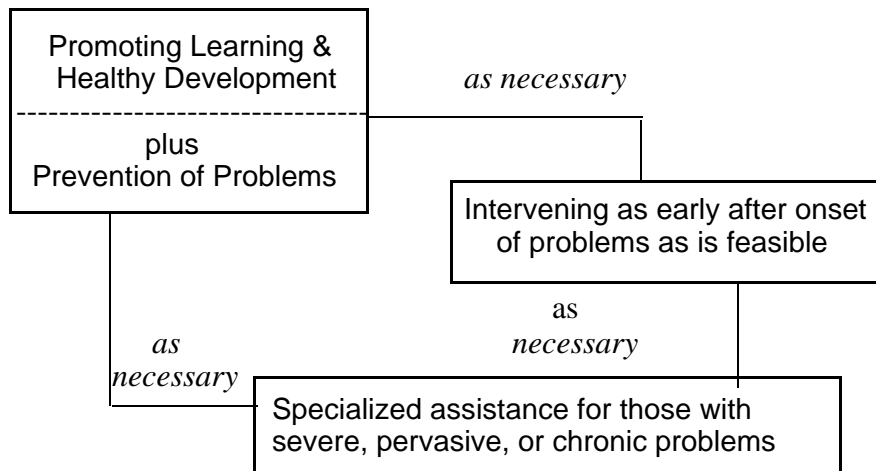 Promoting Learning &
Healthy Development
plus
Prevention of Problems
as necessary
Intervening as early after onset
of problems as is feasible
as
necessary
as
necessary
Specialized assistance for those with
severe, pervasive, or chronic problems